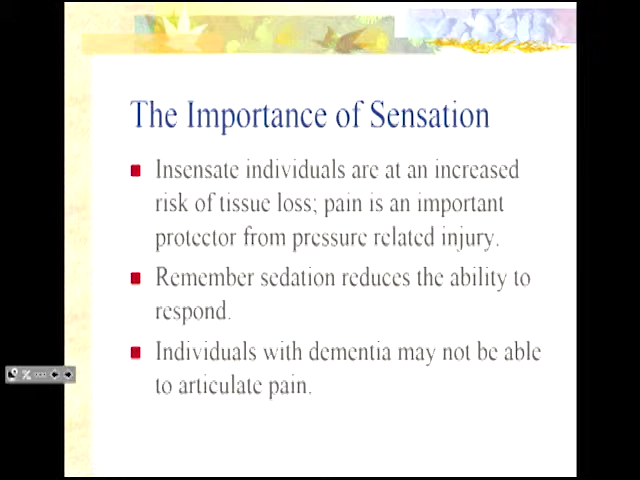 The Importance of Sensation
Insensate individuals are at an increased
risk of tissue loss; pain is an important
protector from pressure related injury.
Remember sedation reduces the ability to
respond.
Individuals with dementia may not be able
to articulate pain.